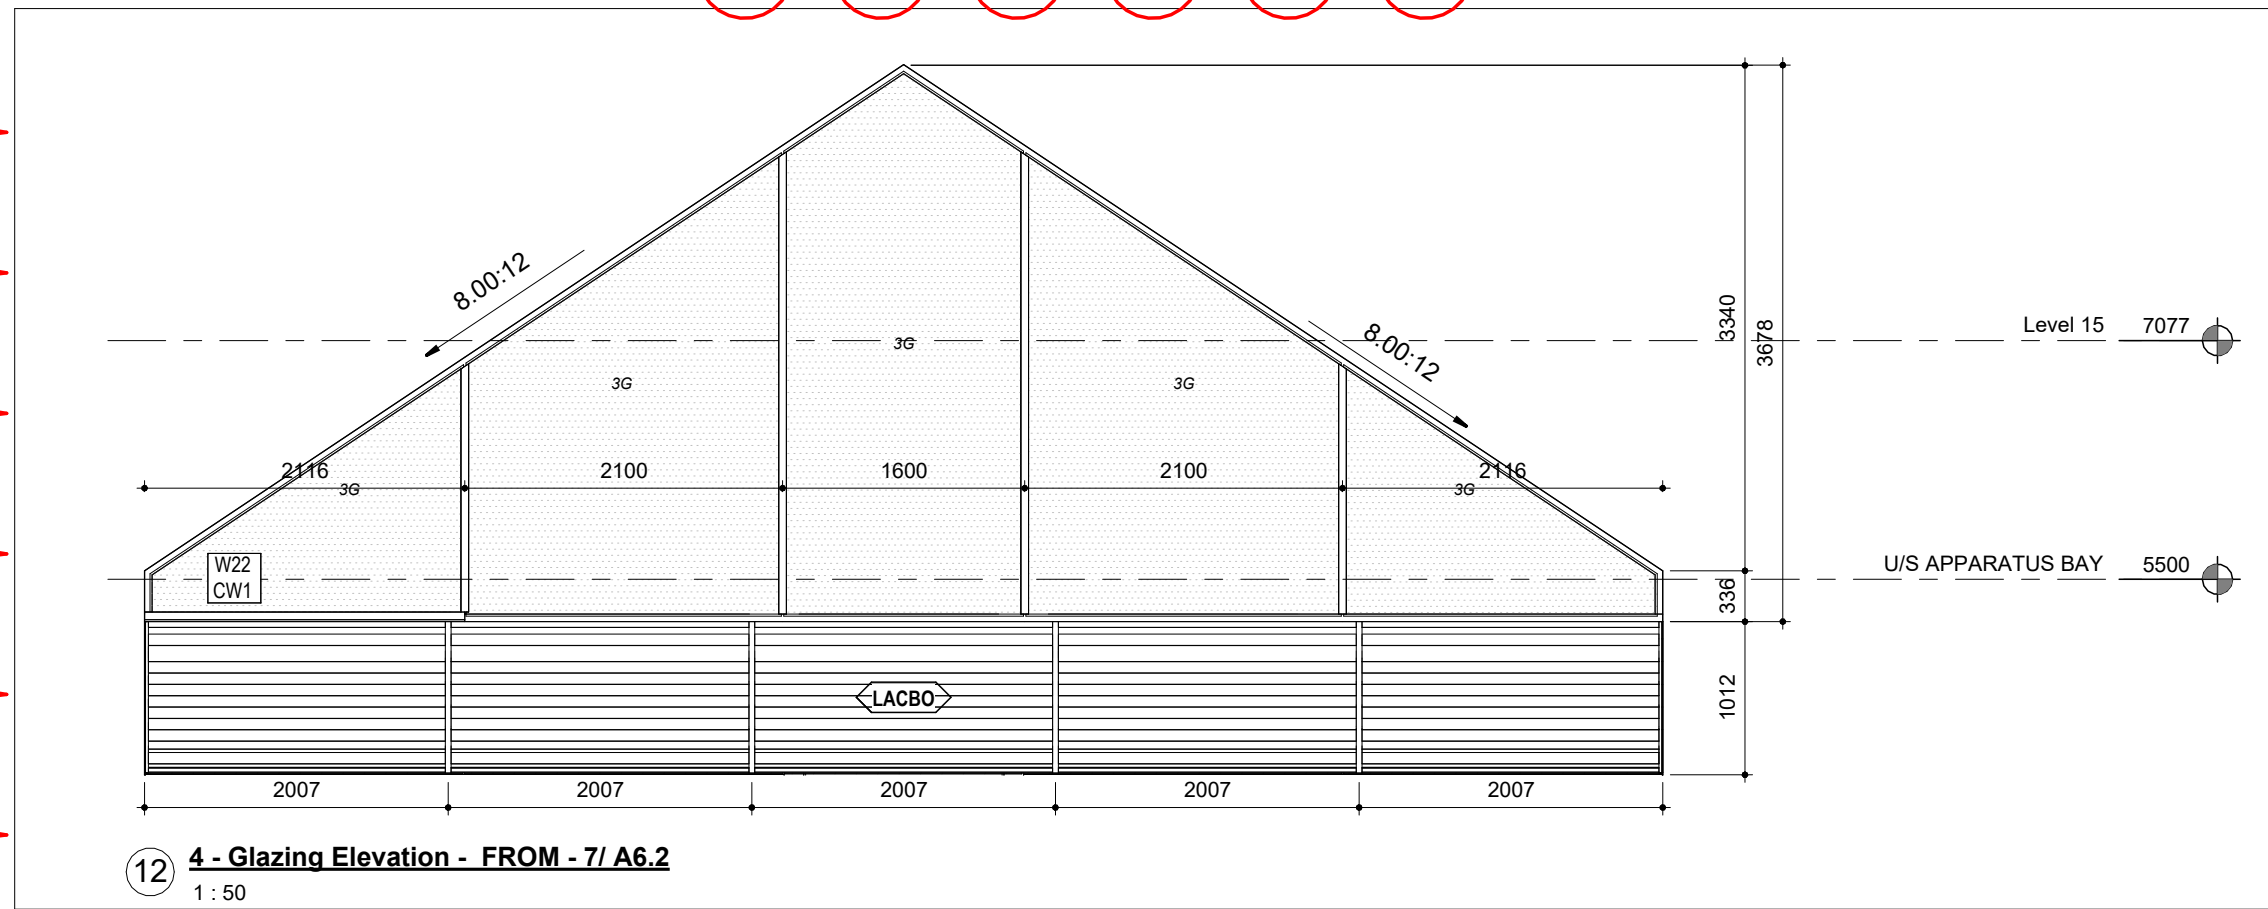 8.00:12
8.00:12
3340
3678
Level 15 7077
3G
3G
3G
2116
2100
1600
2100
2116
3G
3G
W22
CW1
U/S APPARATUS BAY 5500
336
LACBO
1012
2007
2007
2007
2007
2007
12
4 - Glazing Elevation - FROM - 7/ A6.2
1 : 50